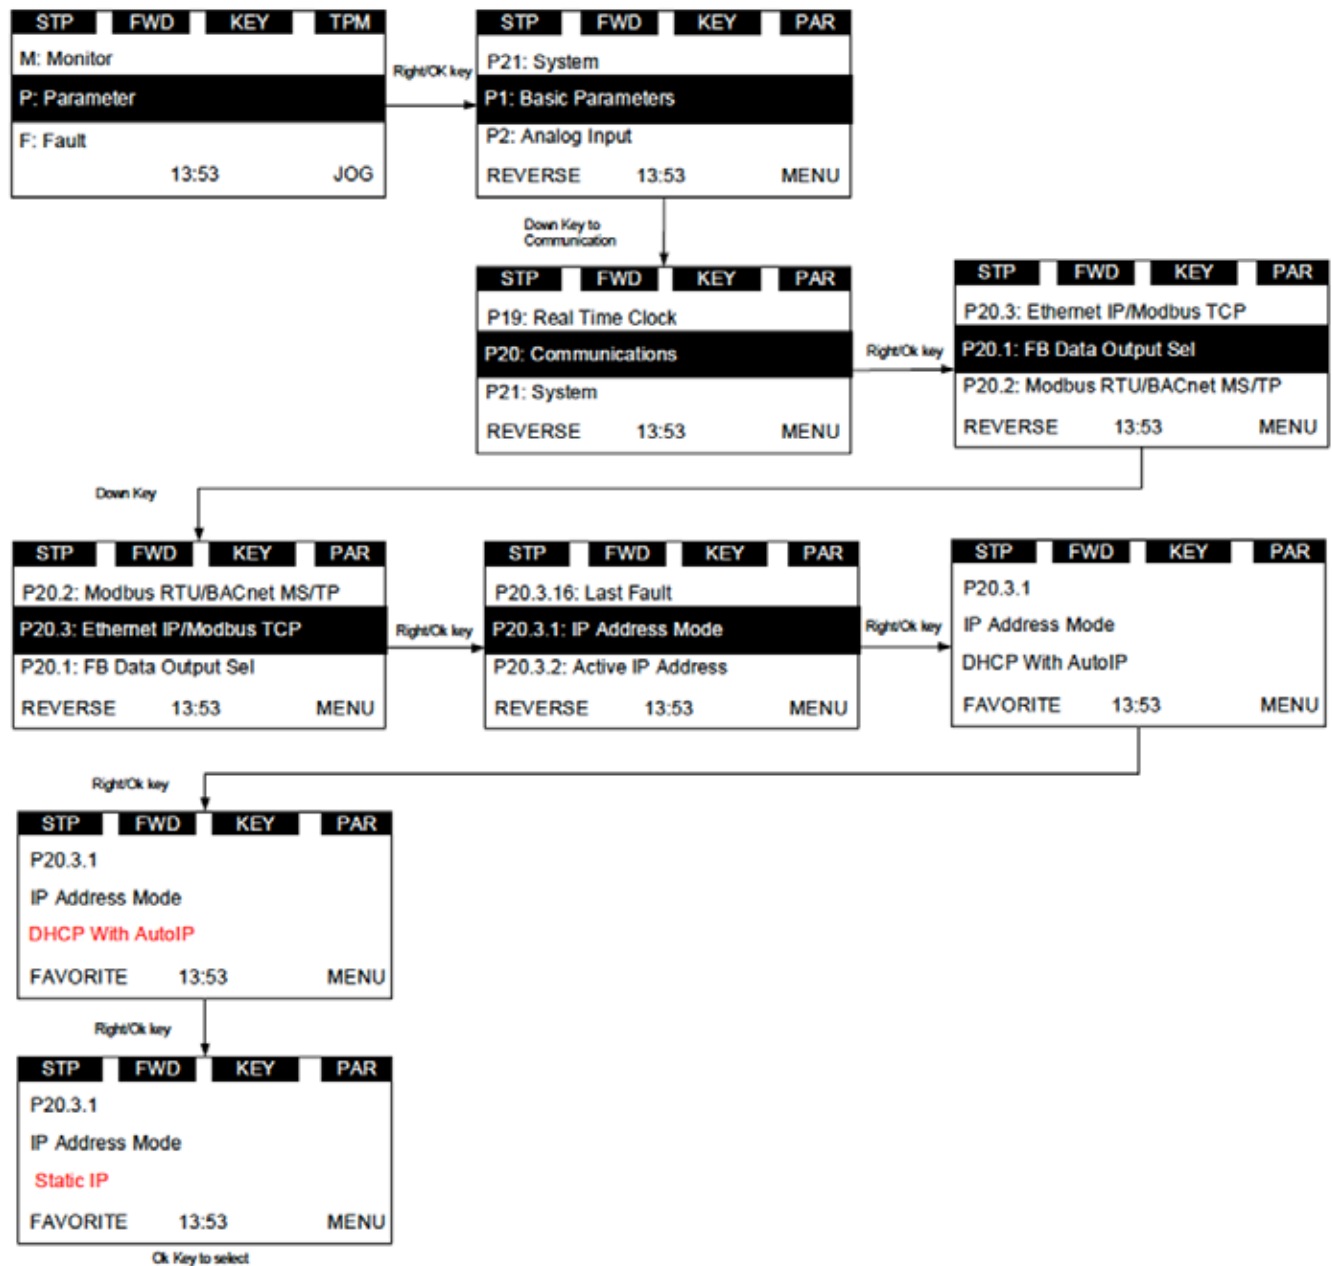 STP FWD KEY TPM
M: Monitor
P: Parameter
F: Fault
13:53 JOG
Right/OK key
STP FWD KEY PAR
P21: System
P1: Basic Parameters
P2: Analog Input
REVERSE 13:53 MENU
Down Key to
Communication
STP FWD KEY PAR
P19: Real Time Clock
P20: Communications
P21: System
REVERSE 13:53 MENU
Right/Ok key
STP FWD KEY PAR
P20.3: Ethernet IP/Modbus TCP
P20.1: FB Data Output Sel
P20.2: Modbus RTU/BACnet MS/TP
REVERSE 13:53 MENU
Down Key
STP FWD KEY PAR
P20.2: Modbus RTU/BACnet MS/TP
P20.3: Ethernet IP/Modbus TCP
P20.1: FB Data Output Sel
REVERSE 13:53 MENU
Right/Ok key
STP FWD KEY PAR
P20.3.16: Last Fault
P20.3.1: IP Address Mode
P20.3.2: Active IP Address
REVERSE 13:53 MENU
Right/Ok key
STP FWD KEY PAR
P20.3.1
IP Address Mode
DHCP With AutoIP
FAVORITE 13:53 MENU
Right/Ok key
STP FWD KEY PAR
P20.3.1
IP Address Mode
DHCP With AutoIP
FAVORITE 13:53 MENU
Right/Ok key
STP FWD KEY PAR
P20.3.1
IP Address Mode
Static IP
FAVORITE 13:53 MENU
Ok Key to select